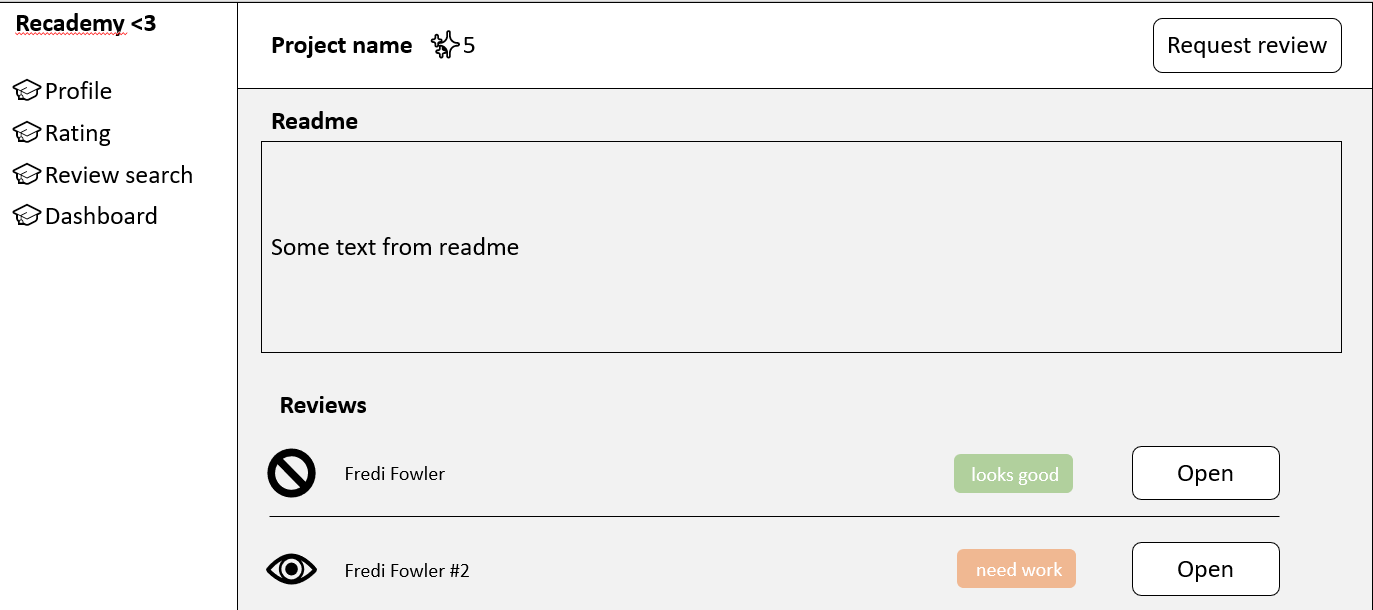 Recademy <3
Profile
Rating
Review search
Dashboard
Project name 5
Request review
Readme
Some text from readme
Reviews
Fredi Fowler looks good Open
Fredi Fowler #2 need work Open